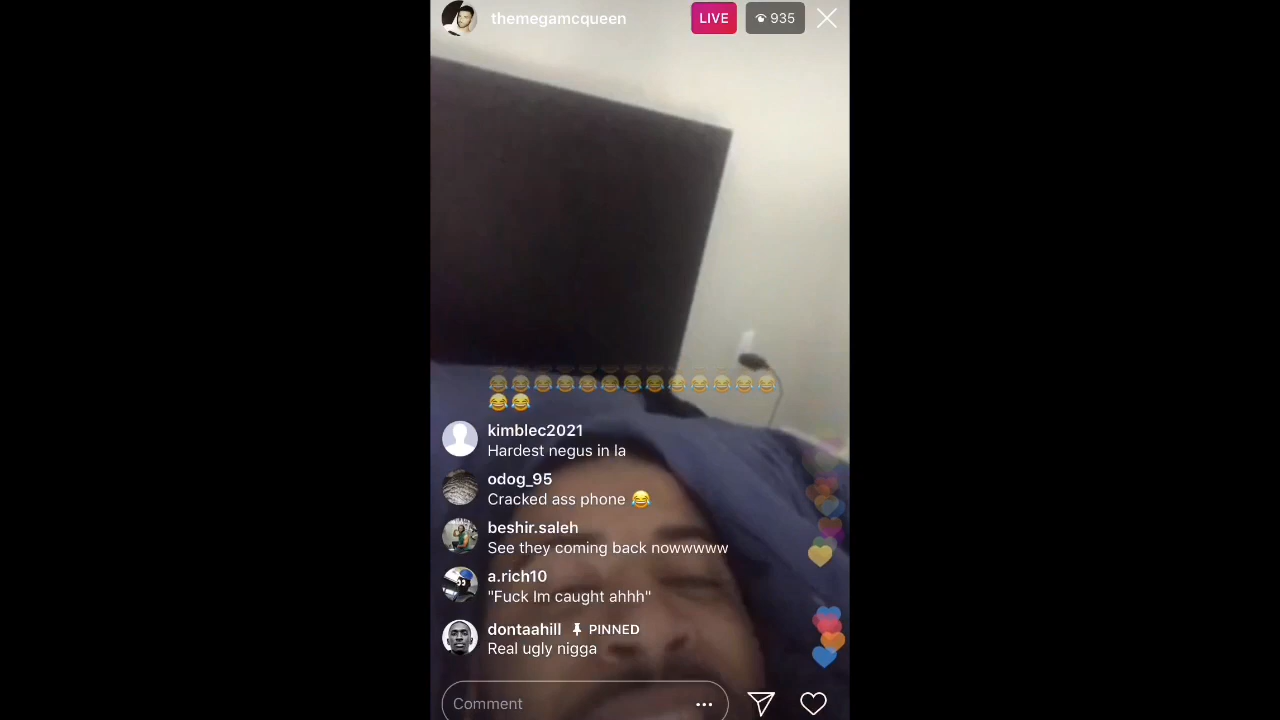 themegamcqueen LIVE 935
😂😂😂😂😂😂😂😂😂😂😂😂😂
😂😂
kimblec2021
Hardest negus in la
odog_95
Cracked ass phone 😂
beshir.saleh
See they coming back nowwwww
a.rich10
"Fuck Im caught ahhh"
dontaahill PINNED
Real ugly nigga
Comment